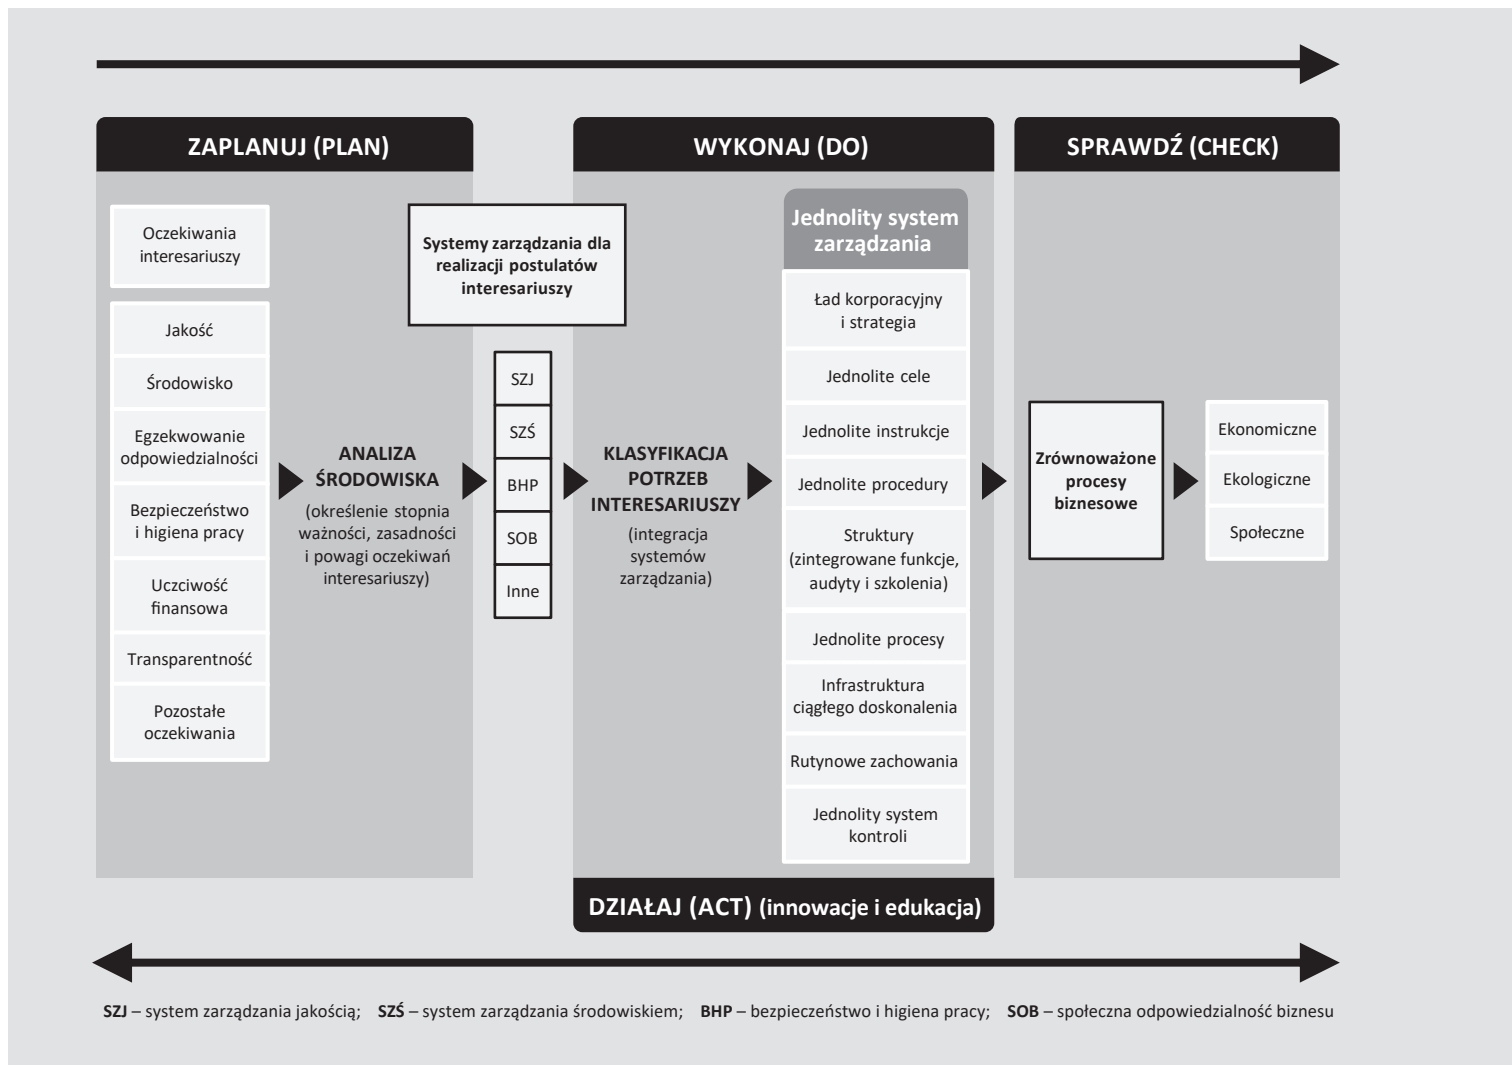 ZAPLANUJ (PLAN)
Oczekiwania
interesariuszy
Jakość
Środowisko
Egzekwowanie
odpowiedzialności
Bezpieczeństwo
i higiena pracy
Uczciwość
finansowa
Transparentność
Pozostałe
oczekiwania
ANALIZA
ŚRODOWISKA
(określenie stopnia
ważności, zasadności
i powagi oczekiwań
interesariuszy)
Systemy zarządzania dla
realizacji postulatów
interesariuszy
SZJ
SZŚ
BHP
SOB
Inne
WYKONAJ (DO)
KLASYFIKACJA
POTRZEB
INTERESARIUSZY
(integracja
systemów
zarządzania)
Jednolity system
zarządzania
Ład korporacyjny
i strategia
Jednolite cele
Jednolite instrukcje
Jednolite procedury
Struktury
(zintegrowane funkcje,
audyty i szkolenia)
Jednolite procesy
Infrastruktura
ciągłego doskonalenia
Rutynowe zachowania
Jednolity system
kontroli
SPRAWDŹ (CHECK)
Zrównoważone
procesy
biznesowe
Ekonomiczne
Ekologiczne
Społeczne
DZIAŁAJ (ACT) (innowacje i edukacja)
SZJ – system zarządzania jakością; SZŚ – system zarządzania środowiskiem; BHP – bezpieczeństwo i higiena pracy; SOB – społeczna odpowiedzialność biznesu